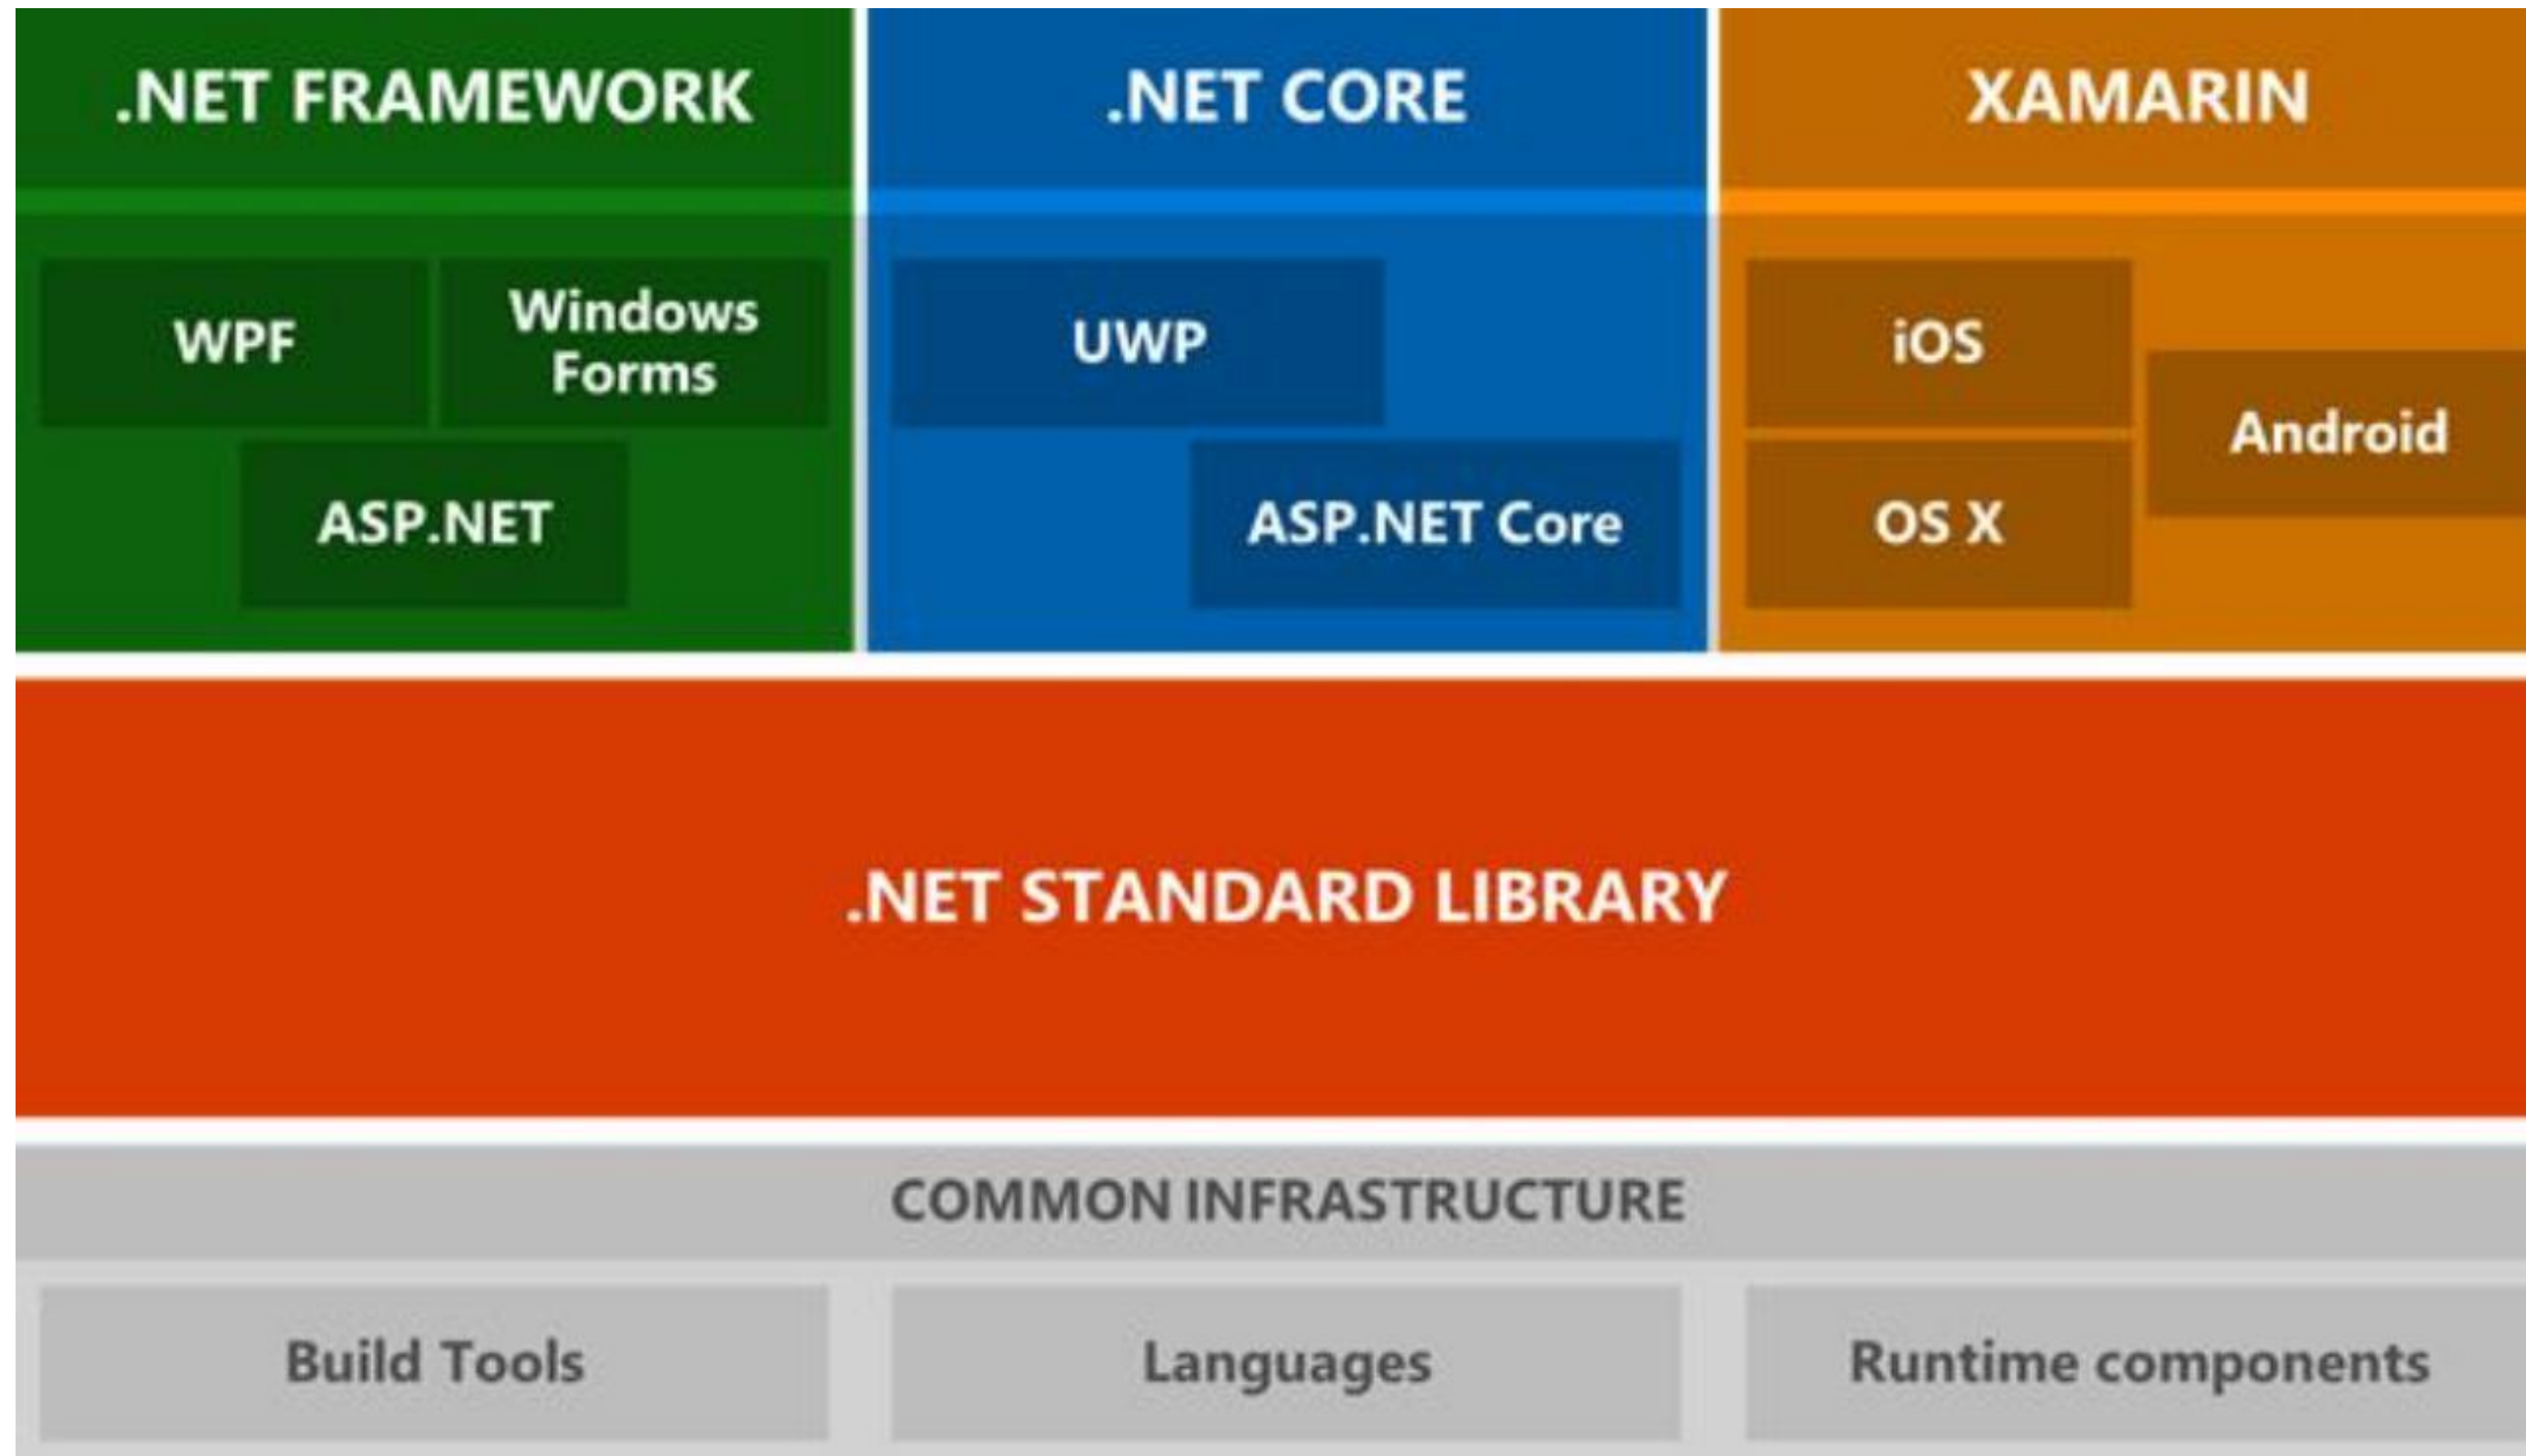 .NET FRAMEWORK
.NET CORE
XAMARIN
WPF
Windows
Forms
ASP.NET
UWP
ASP.NET Core
iOS
OS X
Android
.NET STANDARD LIBRARY
COMMON INFRASTRUCTURE
Build Tools
Languages
Runtime components